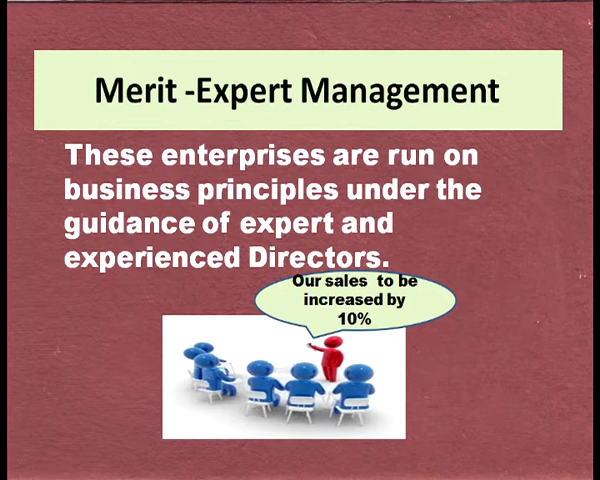 Merit -Expert Management
These enterprises are run on
business principles under the
guidance of expert and
experienced Directors.
Our sales to be
increased by
10%